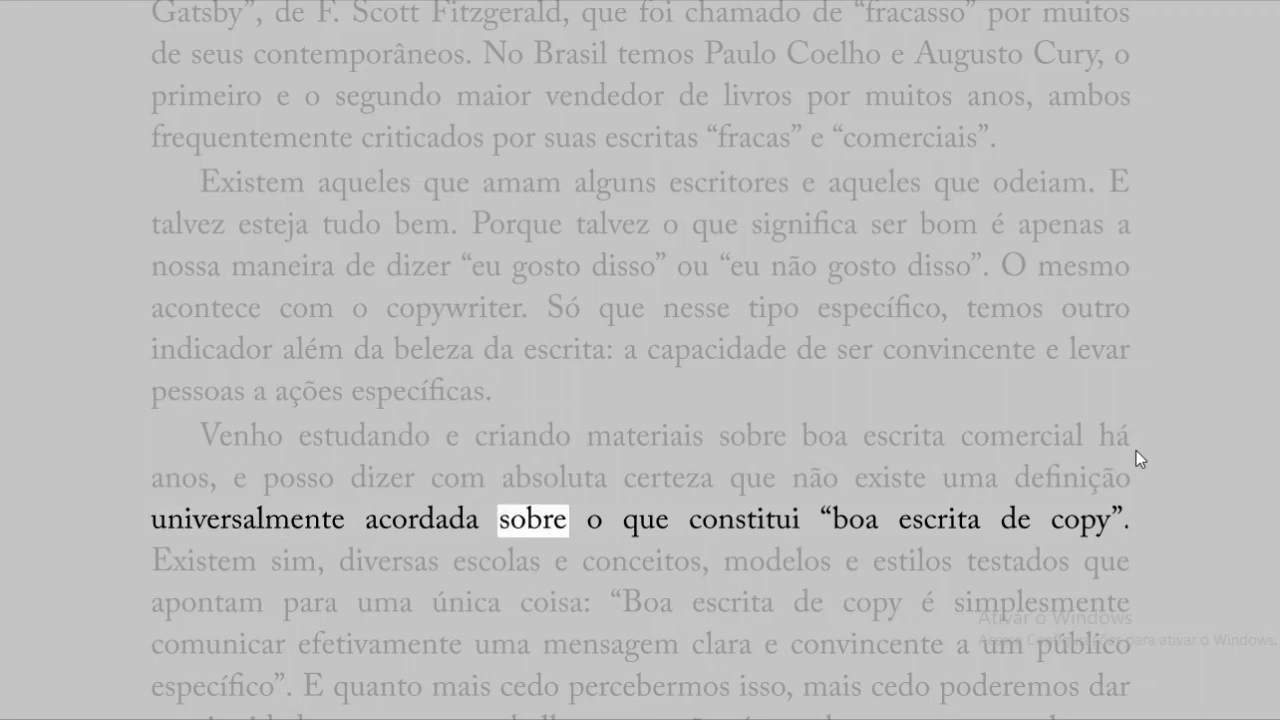 Gatsby”, de F. Scott Fitzgerald, que foi chamado de “fracasso” por muitos
de seus contemporâneos. No Brasil temos Paulo Coelho e Augusto Cury, o
primeiro e o segundo maior vendedor de livros por muitos anos, ambos
frequentemente criticados por suas escritas “fracas” e “comerciais”.
Existem aqueles que amam alguns escritores e aqueles que odeiam. E
talvez esteja tudo bem. Porque talvez o que significa ser bom é apenas a
nossa maneira de dizer “eu gosto disso” ou “eu não gosto disso”. O mesmo
acontece com o copywriter. Só que nesse tipo específico, temos outro
indicador além da beleza da escrita: a capacidade de ser convincente e levar
pessoas a ações específicas.
Venho estudando e criando materiais sobre boa escrita comercial há
anos, e posso dizer com absoluta certeza que não existe uma definição
universalmente acordada sobre o que constitui “boa escrita de copy”.
Existem sim, diversas escolas e conceitos, modelos e estilos testados que
apontam para uma única coisa: “Boa escrita de copy é simplesmente
Ativar o Windows
comunicar efetivamente uma mensagem clara e convincente a um público
para ativar o Windows.
específico”. E quanto mais cedo percebermos isso, mais cedo poderemos dar